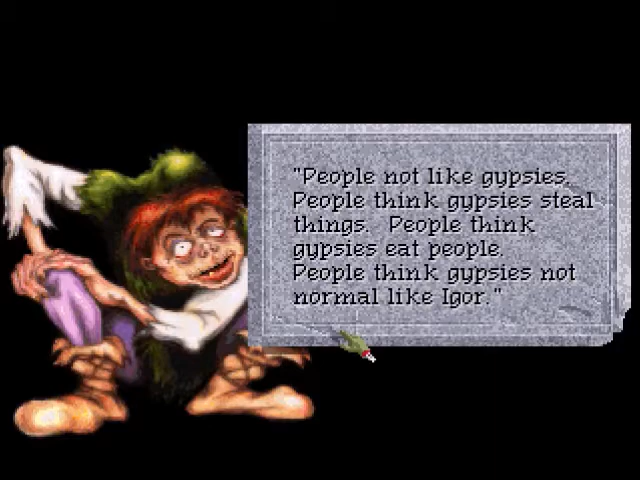 "People not like gypsies.
People think gypsies steal
things.  People think
gypsies eat people.
People think gypsies not
normal like Igor."